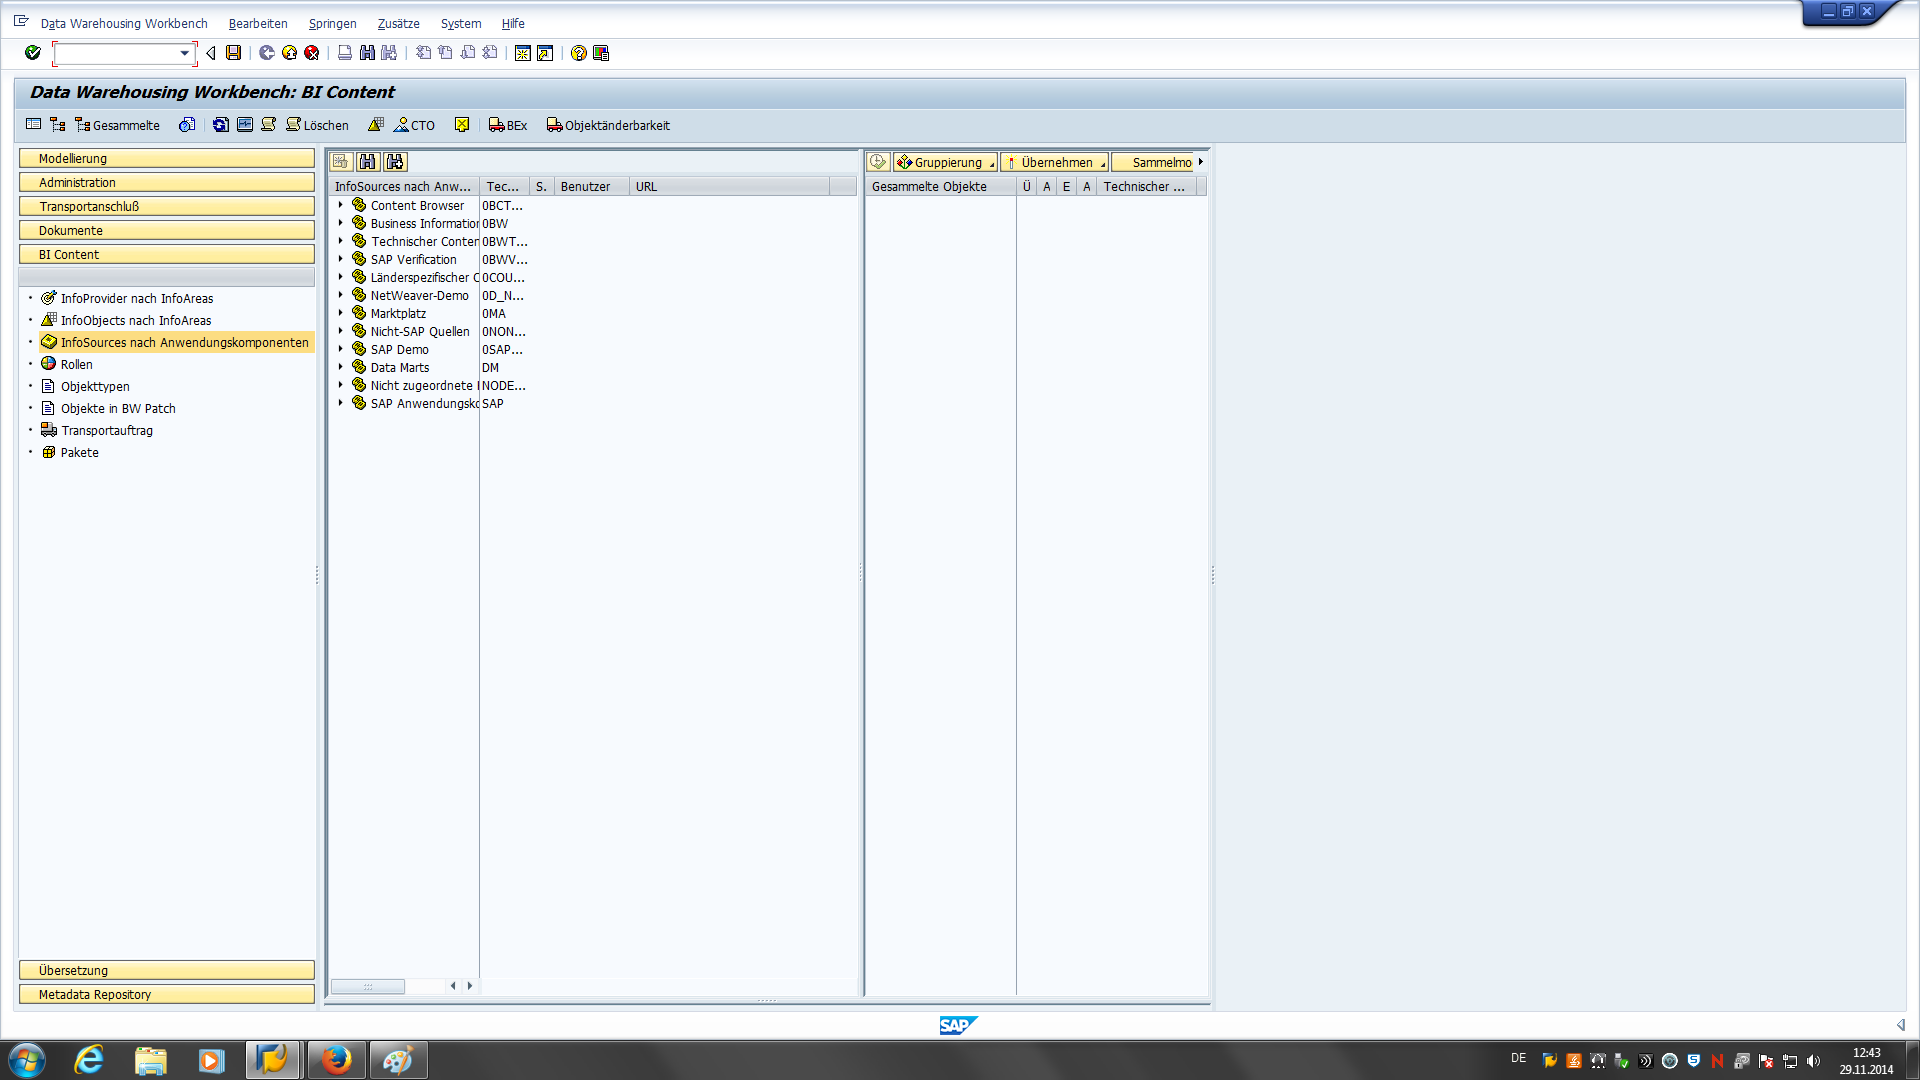 Data Warehousing Workbench Bearbeiten Springen Zusätze System Hilfe
Data Warehousing Workbench: BI Content
Gesammelte Löschen CTO BEx Objektänderbarkeit
Modellierung
Administration
Transportanschluß
Dokumente
BI Content
InfoProvider nach InfoAreas
InfoObjects nach InfoAreas
InfoSources nach Anwendungskomponenten
Rollen
Objekttypen
Objekte in BW Patch
Transportauftrag
Pakete
Übersetzung
Metadata Repository
InfoSources nach Anw... Tec... S. Benutzer URL
Content Browser 0BCT...
Business Information 0BW
Technischer Conten 0BWT...
SAP Verification 0BWV...
Länderspezifischer C 0COU...
NetWeaver-Demo 0D_N...
Marktplatz 0MA
Nicht-SAP Quellen 0NON...
SAP Demo 0SAP...
Data Marts DM
Nicht zugeordnete I NODE...
SAP Anwendungsko SAP
Gruppierung Übernehmen Sammelmo
Gesammelte Objekte Ü A E A Technischer ...
SAP
DE
12:43
29.11.2014